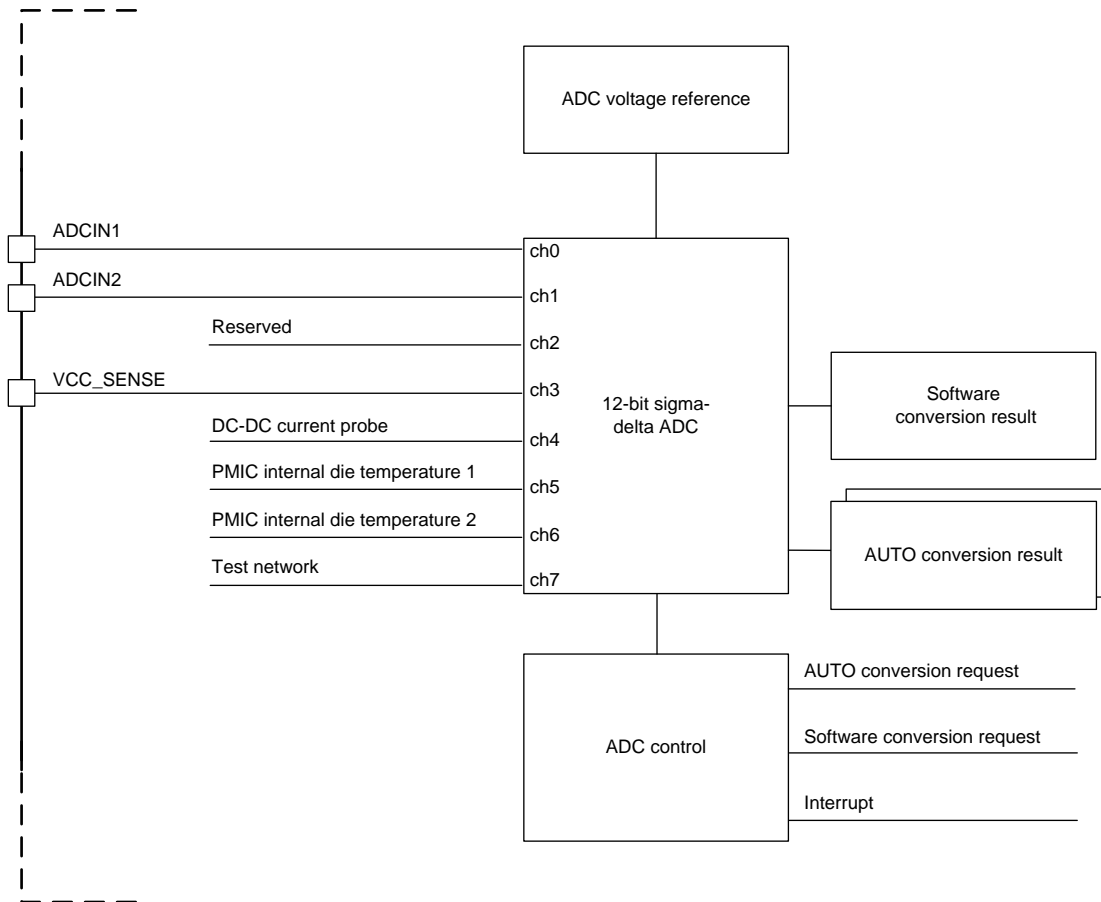 ADC voltage reference
ADCIN1
ch0
ADCIN2
ch1
Reserved
ch2
VCC_SENSE
ch3
DC-DC current probe
ch4
PMIC internal die temperature 1
ch5
PMIC internal die temperature 2
ch6
Test network
ch7
12-bit sigma-
delta ADC
Software
conversion result
AUTO conversion result
ADC control
AUTO conversion request
Software conversion request
Interrupt